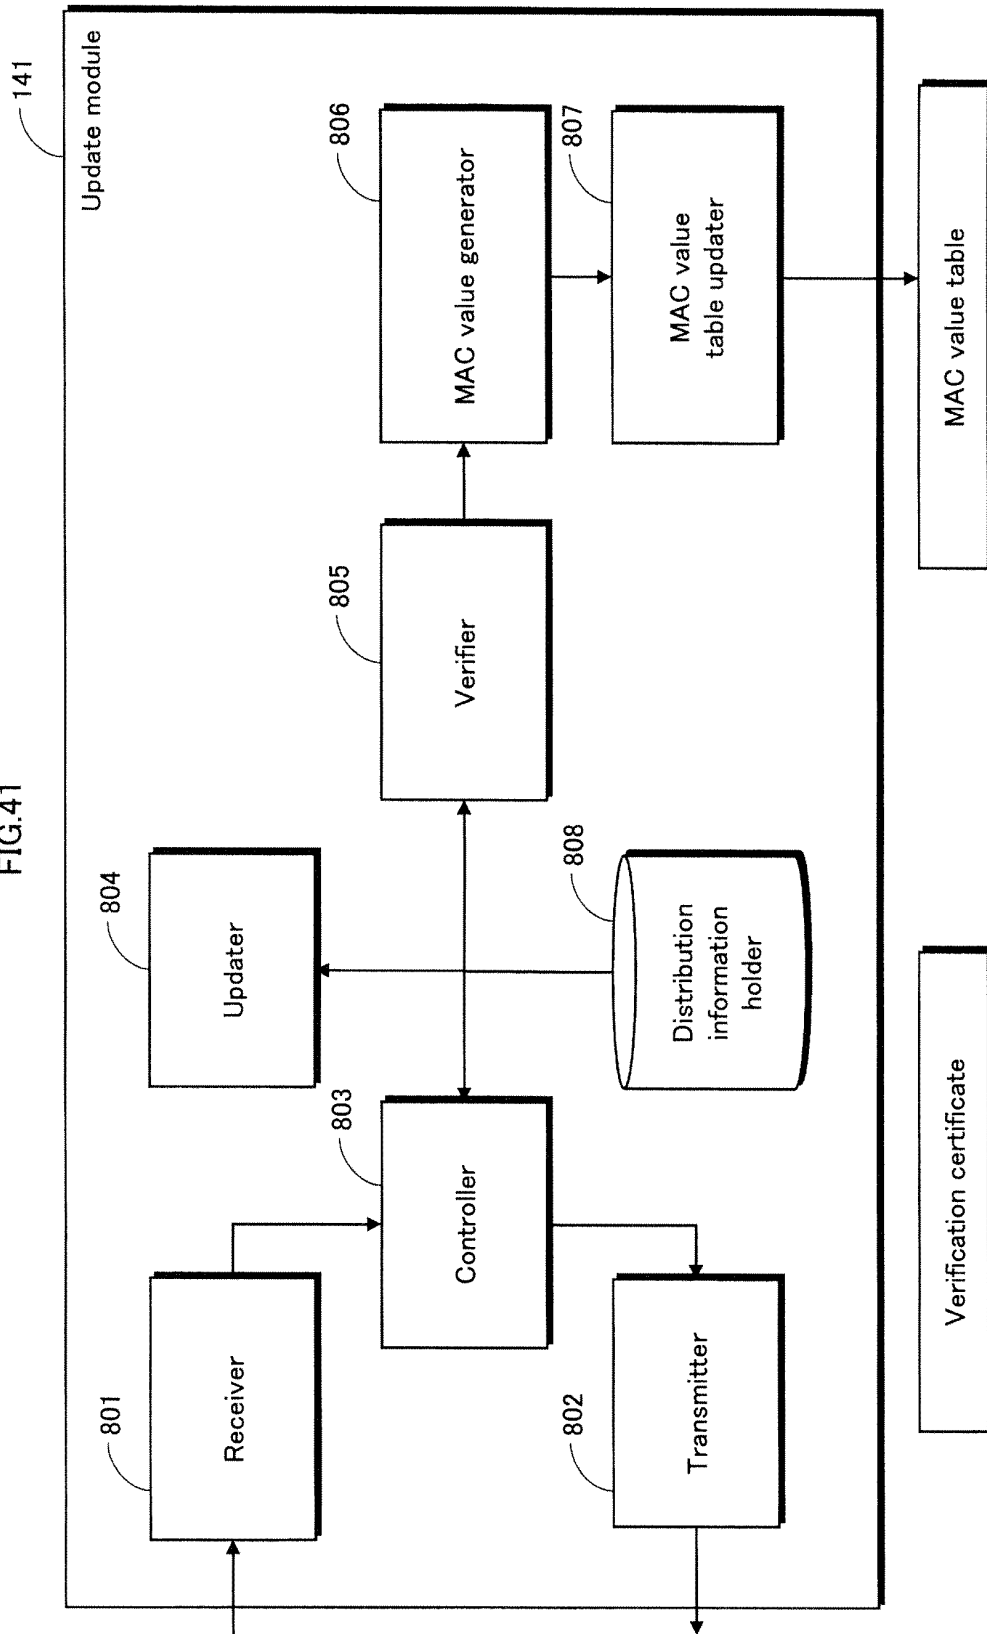 FIG.41
141
Update module
801
Receiver
804
Updater
803
Controller
805
Verifier
806
MAC value generator
802
Transmitter
808
Distribution
information
holder
807
MAC value
table updater
Verification certificate
MAC value table